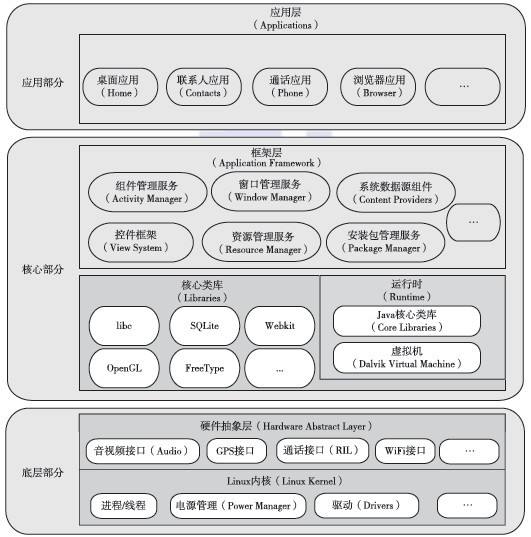 应用层
（Applications）
应用部分
桌面应用
（Home）
联系人应用
（Contacts）
通话应用
（Phone）
浏览器应用
（Browser）
…
核心部分
框架层
（Application Framework）
组件管理服务
（Activity Manager）
窗口管理服务
（Window Manager）
系统数据源组件
（Content Providers）
…
控件框架
（View System）
资源管理服务
（Resource Manager）
安装包管理服务
（Package Manager）
核心类库
（Libraries）
libc
SQLite
Webkit
OpenGL
FreeType
...
运行时
（Runtime）
Java核心类库
（Core Libraries）
虚拟机
（Dalvik Virtual Machine）
底层部分
硬件抽象层（Hardware Abstract Layer）
音视频接口（Audio）
GPS接口
通话接口（RIL）
WiFi接口
…
Linux内核（Linux Kernel）
进程/线程
电源管理（Power Manager）
驱动（Drivers）
…